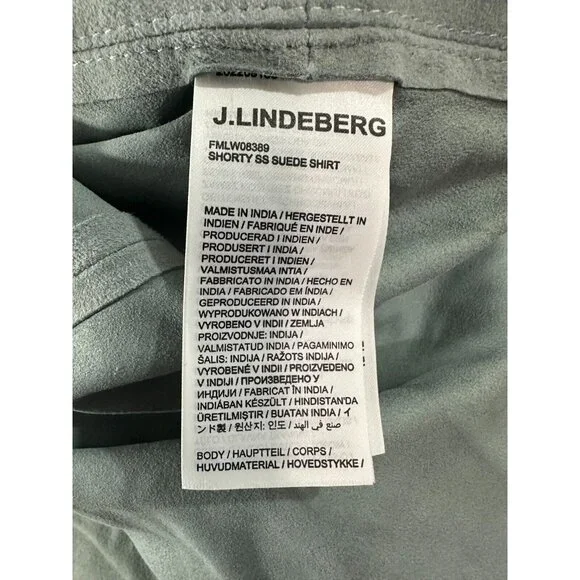 J.LINDEBERG
FMLW08389
SHORTY SS SUEDE SHIRT
MADE IN INDIA / HERGESTELLT IN
INDIEN / FABRIQUÉ EN INDE /
PRODUCERAD I INDIEN /
PRODUSERT I INDIA /
PRODUCERET I INDIEN /
VALMISTUSMAA INTIA /
FABBRICATO IN INDIA / HECHO EN
INDIA / FABRICADO EM ÍNDIA /
GEPRODUCEERD IN INDIA /
WYPRODUKOWANO W INDIACH /
VYROBENO V INDII / ZEMLJA
PROIZVODNJE: INDIJA /
VALMISTATUD INDIA / PAGAMINIMO
ŠALIS: INDIJA / RAŽOTS INDIJA /
VYROBENÉ V INDII / PROIZVEDENO
V INDIJI / ПРОИЗВЕДЕНО У
ИНДИЈИ / FABRICAT ÎN INDIA /
INDIÁBAN KÉSZÜLT / HINDISTAN'DA
ÜRETILMIŞTIR / BUATAN INDIA / イ
ンド製 / 원산지: 인도 / صنع في الهند /
BODY / HAUPTTEIL / CORPS /
HUVUDMATERIAL / HOVEDSTYKKE /